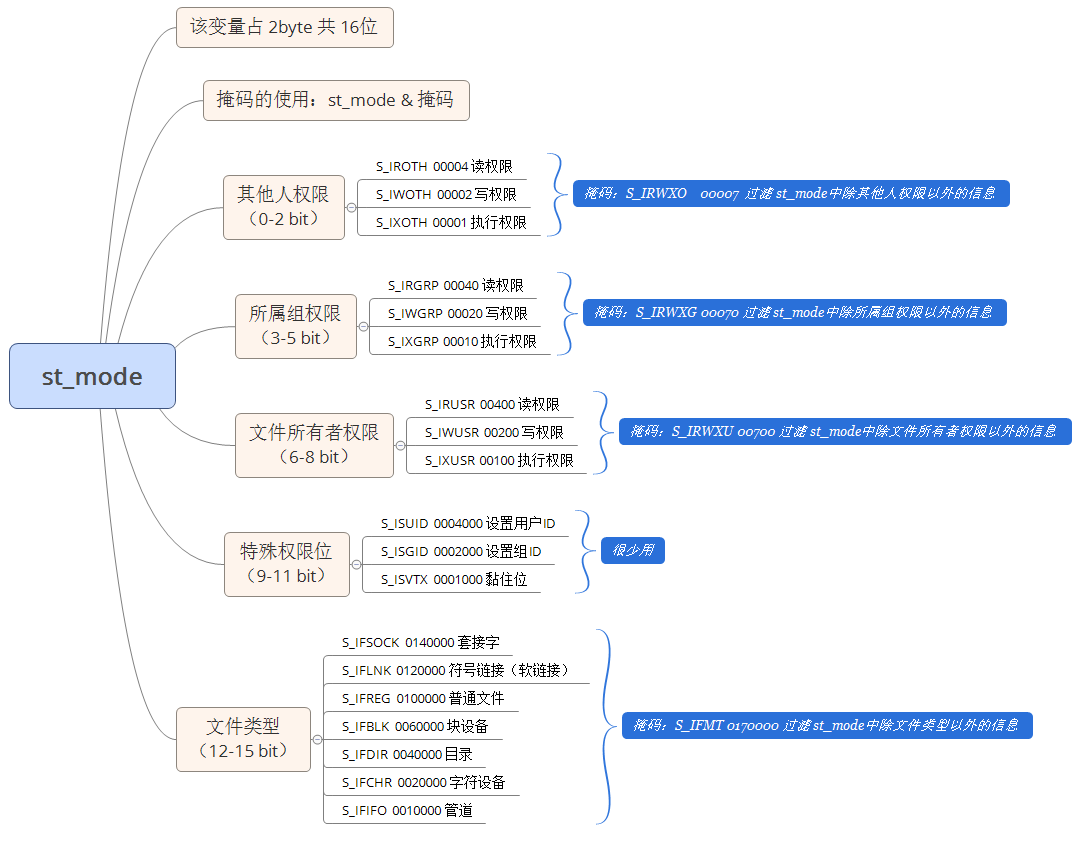 该变量占 2byte 共 16位
掩码的使用：st_mode & 掩码
其他人权限
（0-2 bit）
S_IROTH 00004 读权限
S_IWOTH 00002 写权限
S_IXOTH 00001 执行权限
掩码：S_IRWXO 00007 过滤 st_mode中除其他人权限以外的信息
所属组权限
（3-5 bit）
S_IRGRP 00040 读权限
S_IWGRP 00020 写权限
S_IXGRP 00010 执行权限
掩码：S_IRWXG 00070 过滤 st_mode中除所属组权限以外的信息
st_mode
文件所有者权限
（6-8 bit）
S_IRUSR 00400 读权限
S_IWUSR 00200 写权限
S_IXUSR 00100 执行权限
掩码：S_IRWXU 00700 过滤 st_mode中除文件所有者权限以外的信息
特殊权限位
（9-11 bit）
S_ISUID 0004000 设置用户ID
S_ISGID 0002000 设置组ID
S_ISVTX 0001000 黏住位
很少用
文件类型
（12-15 bit）
S_IFSOCK 0140000 套接字
S_IFLNK 0120000 符号链接（软链接）
S_IFREG 0100000 普通文件
S_IFBLK 0060000 块设备
S_IFDIR 0040000 目录
S_IFCHR 0020000 字符设备
S_IFIFO 0010000 管道
掩码：S_IFMT 0170000 过滤 st_mode中除文件类型以外的信息